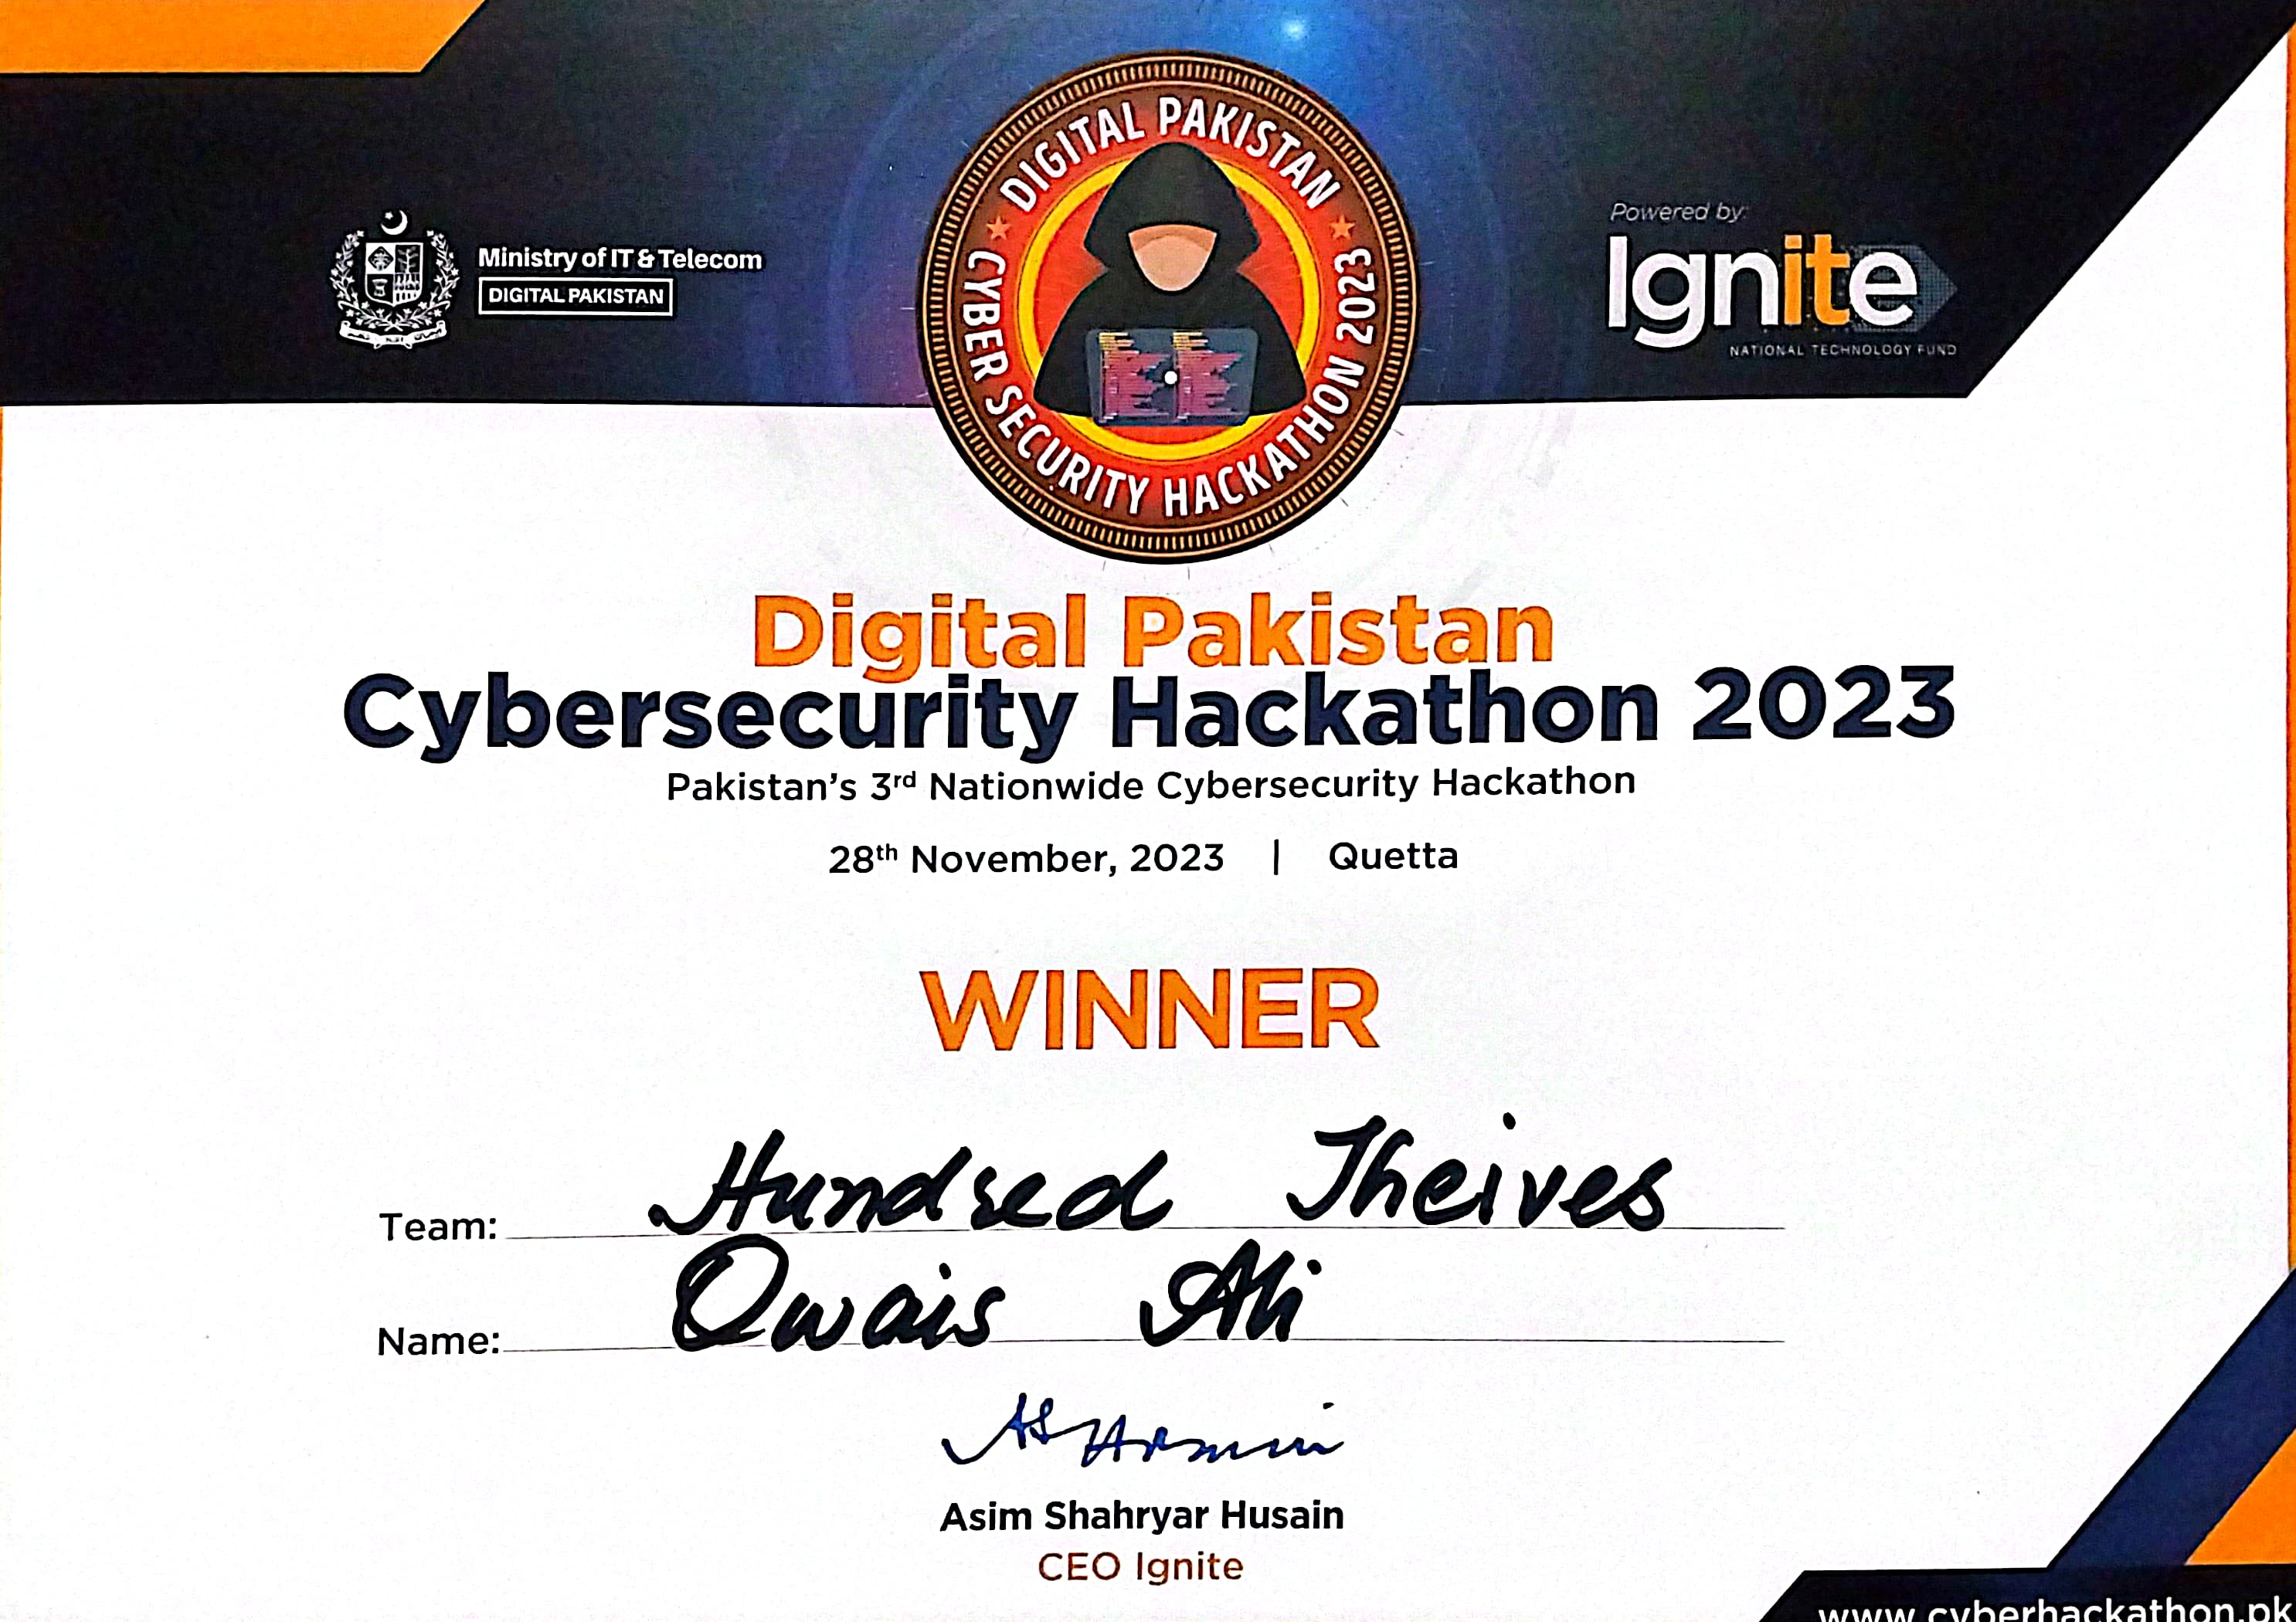 DIGITAL PAKISTAN
CYBER SECURITY HACKATHON 2023
Ministry of IT & Telecom
DIGITAL PAKISTAN
Powered by:
Ignite
NATIONAL TECHNOLOGY FUND
Digital Pakistan
Cybersecurity Hackathon 2023
Pakistan's 3rd Nationwide Cybersecurity Hackathon
28th November, 2023 | Quetta
WINNER
Team: Hundred Theives
Name: Owais Ali
Asim Shahryar Husain
CEO Ignite
www.cyberhackathon.pk